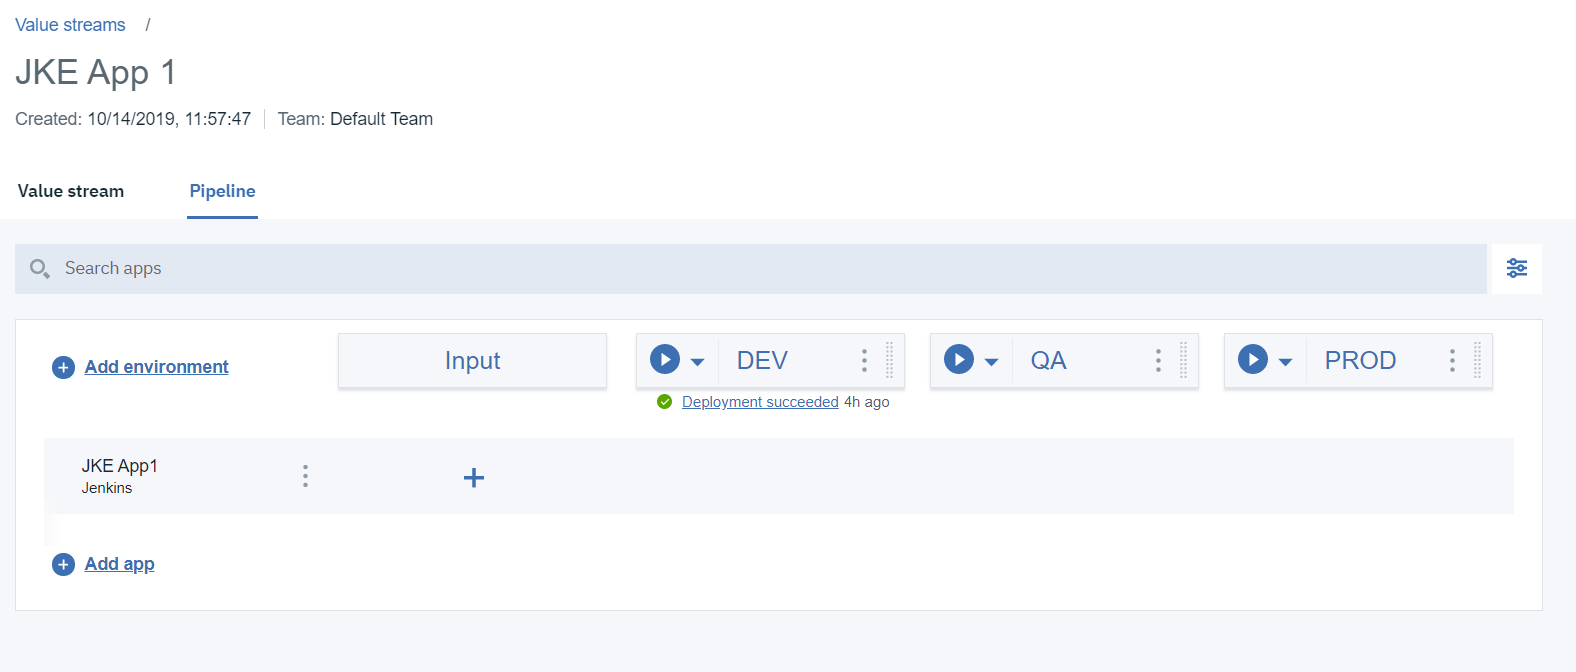 Value streams /
JKE App 1
Created: 10/14/2019, 11:57:47 Team: Default Team
Value stream Pipeline
Search apps
Add environment Input DEV QA PROD
Deployment succeeded 4h ago
JKE App1
Jenkins
Add app